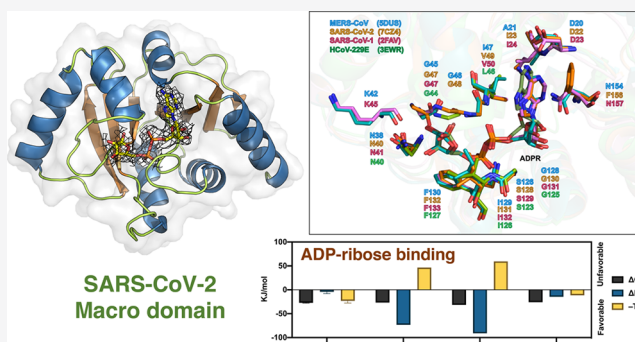 MERS-CoV (5DUS)
SARS-CoV-2 (7CZ4)
SARS-CoV-1 (2FAV)
HCoV-229E (3EWR)
A21
I23
I24
D20
D22
D23
I47
V49
V50
L48
G45
G47
G47
G44
G46
G48
K42
K45
N154
F156
N157
N38
N40
N41
N40
ADPR
F130
F132
F133
F127
I129
I131
I132
I126
S126
S128
S129
S123
G128
G130
G131
G125
SARS-CoV-2
Macro domain
ADP-ribose binding
KJ/mol
100
50
0
-50
-100
Unfavorable
Favorable